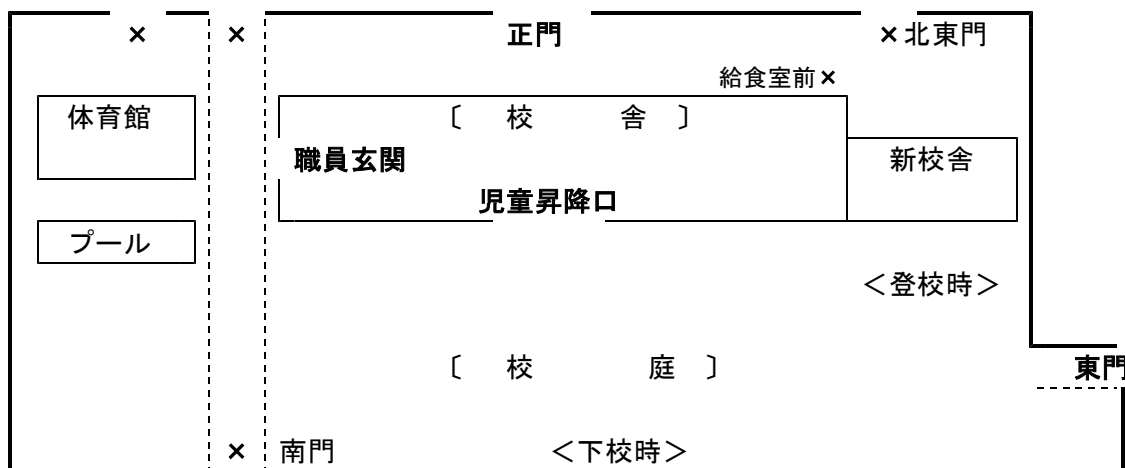 × × 正門 ×北東門
給食室前×
体育館 〔 校 舎 〕
職員玄関 新校舎
児童昇降口
プール
＜登校時＞
〔 校 庭 〕 東門
× 南門 ＜下校時＞